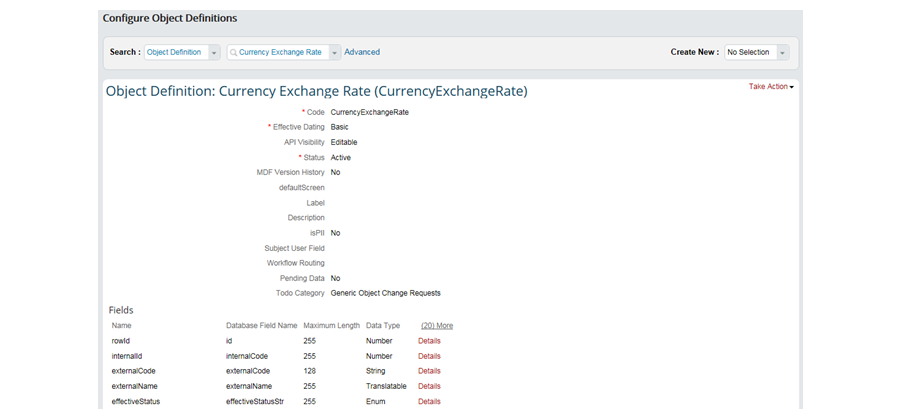 Configure Object Definitions
Search : Object Definition Currency Exchange Rate Advanced Create New : No Selection
Object Definition: Currency Exchange Rate (CurrencyExchangeRate) Take Action
* Code CurrencyExchangeRate
* Effective Dating Basic
API Visibility Editable
* Status Active
MDF Version History No
defaultScreen
Label
Description
isPII No
Subject User Field
Workflow Routing
Pending Data No
Todo Category Generic Object Change Requests
Fields
Name Database Field Name Maximum Length Data Type (20) More
rowId id 255 Number Details
internalId internalCode 255 Number Details
externalCode externalCode 128 String Details
externalName externalName 255 Translatable Details
effectiveStatus effectiveStatusStr 255 Enum Details